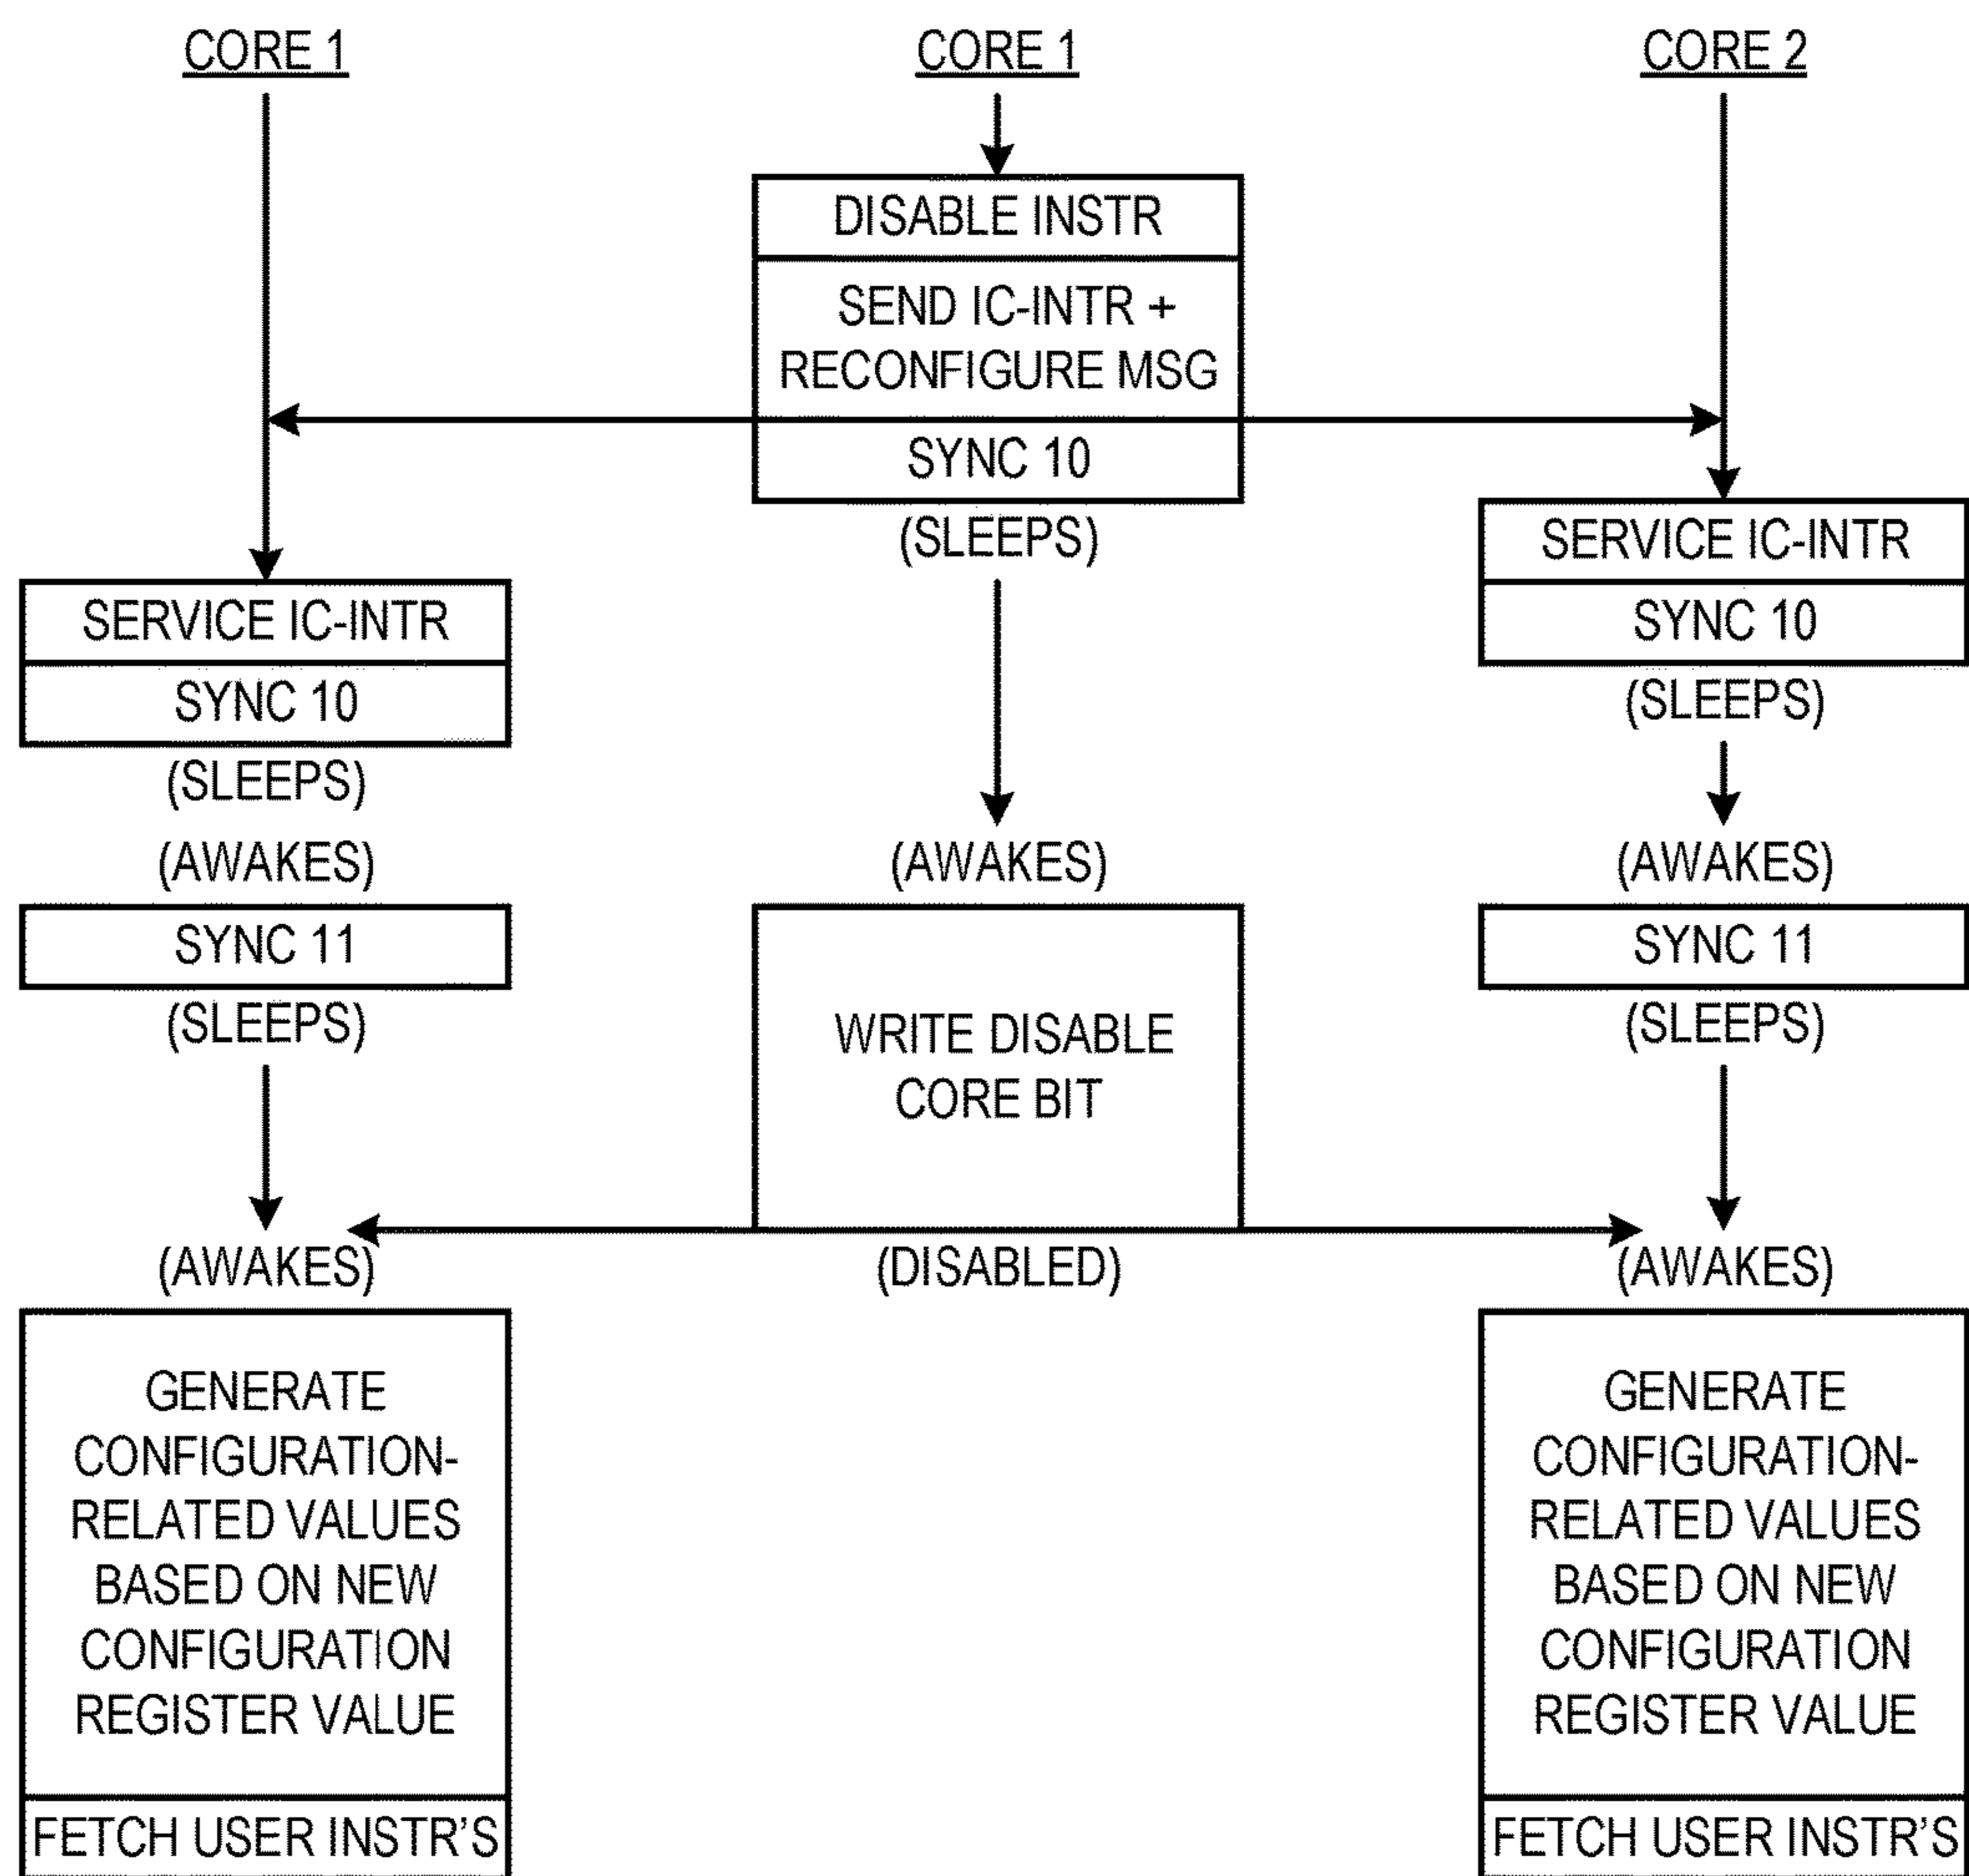 CORE 1
CORE 1
CORE 2
DISABLE INSTR
SEND IC-INTR +
RECONFIGURE MSG
SYNC 10
(SLEEPS)
SERVICE IC-INTR
SYNC 10
(SLEEPS)
SERVICE IC-INTR
SYNC 10
(SLEEPS)
(AWAKES)
(AWAKES)
(AWAKES)
SYNC 11
(SLEEPS)
WRITE DISABLE
CORE BIT
SYNC 11
(SLEEPS)
(AWAKES)
(DISABLED)
(AWAKES)
GENERATE
CONFIGURATION-
RELATED VALUES
BASED ON NEW
CONFIGURATION
REGISTER VALUE
FETCH USER INSTR'S
GENERATE
CONFIGURATION-
RELATED VALUES
BASED ON NEW
CONFIGURATION
REGISTER VALUE
FETCH USER INSTR'S